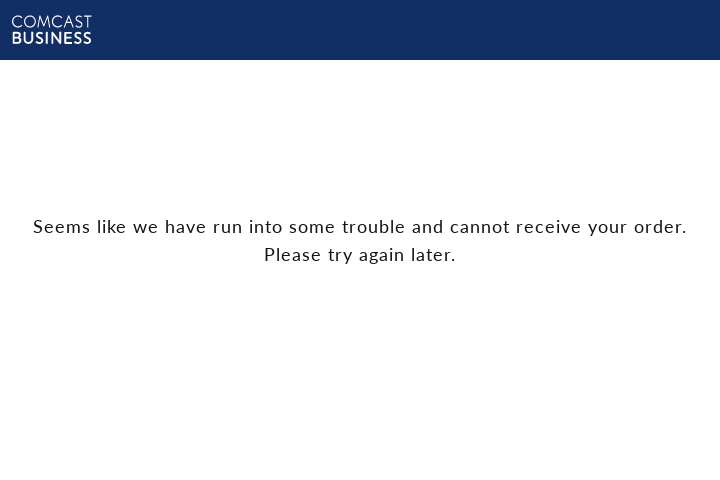 COMCAST
BUSINESS
Seems like we have run into some trouble and cannot receive your order.
Please try again later.